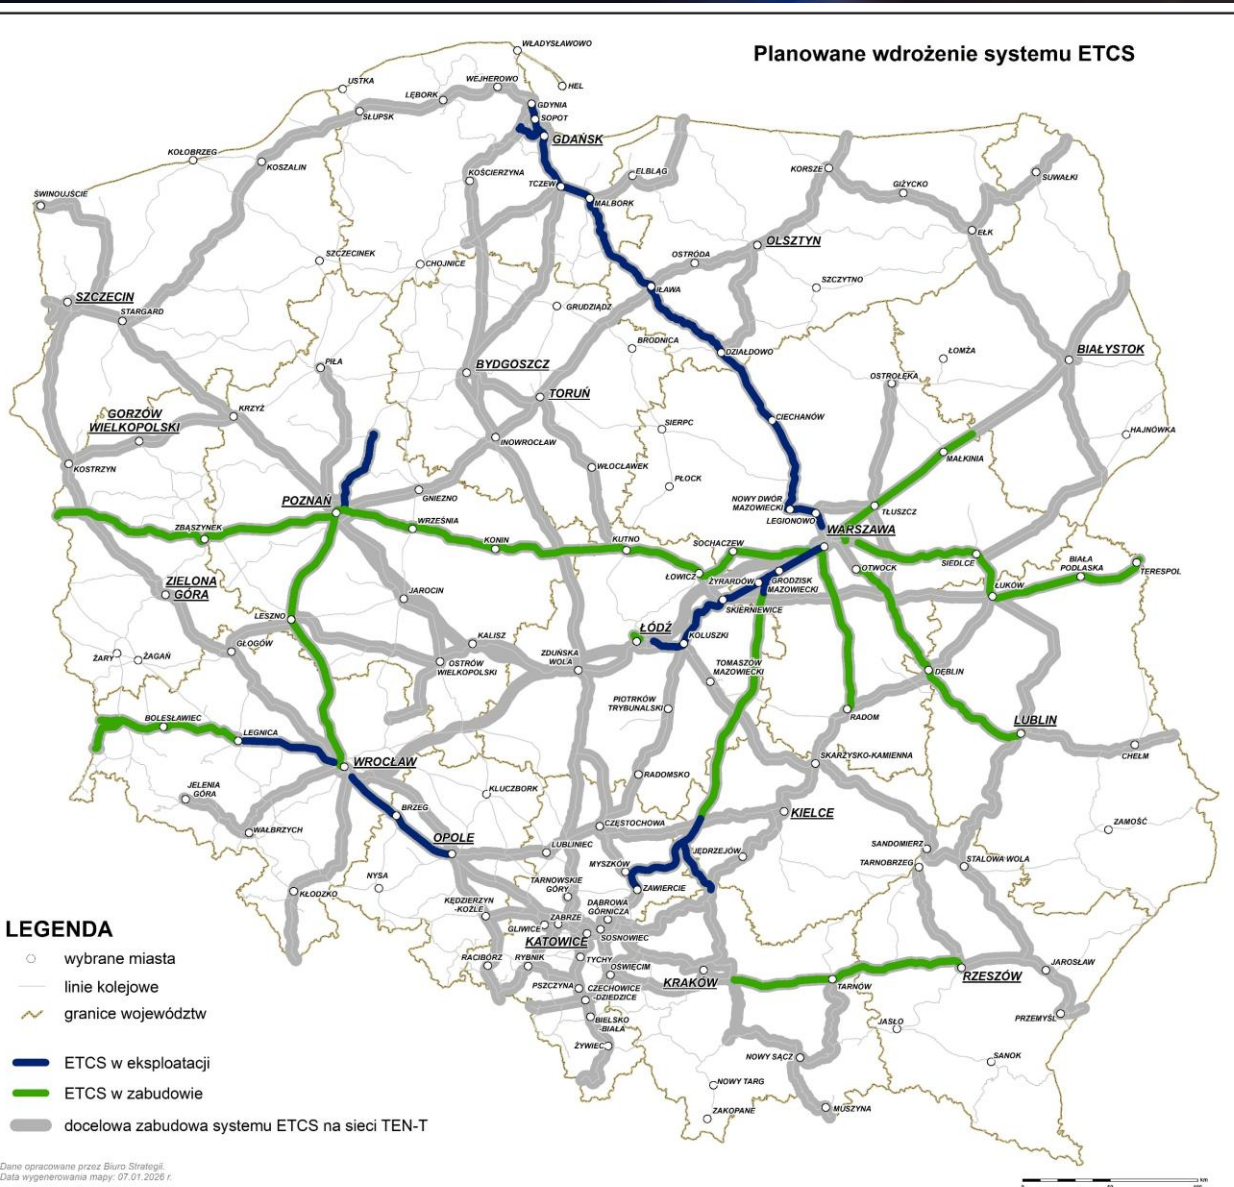 Planowane wdrożenie systemu ETCS
WŁADYSŁAWOWO
USTKA
WEJHEROWO
HEL
LĘBORK
GDYNIA
SŁUPSK
SOPOT
GDAŃSK
KOŁOBRZEG
KOSZALIN
KOŚCIERZYNA
ELBLĄG
KORSZE
GIŻYCKO
SUWAŁKI
TCZEW
MALBORK
ŚWINOUJŚCIE
EŁK
OLSZTYN
OSTRÓDA
SZCZECINEK
CHOJNICE
SZCZYTNO
IŁAWA
SZCZECIN
STARGARD
GRUDZIĄDZ
BRODNICA
DZIAŁDOWO
ŁOMŻA
BIAŁYSTOK
PIŁA
BYDGOSZCZ
OSTROŁĘKA
TORUŃ
KRZYŻ
GORZÓW
WIELKOPOLSKI
SIERPC
CIECHANÓW
HAJNÓWKA
INOWROCŁAW
KOSTRZYN
WŁOCŁAWEK
MAŁKINIA
PŁOCK
GNIEZNO
POZNAŃ
NOWY DWÓR
MAZOWIECKI
LEGIONOWO
TŁUSZCZ
WRZEŚNIA
ZBĄSZYNEK
WARSZAWA
KONIN
KUTNO
SOCHACZEW
SIEDLCE
BIAŁA
PODLASKA
TERESPOL
OTWOCK
ŁOWICZ
ŻYRARDÓW
GRODZISK
MAZOWIECKI
ŁUKÓW
ZIELONA
GÓRA
JAROCIN
SKIERNIEWICE
LESZNO
ŁÓDŹ
KOLUSZKI
KALISZ
GŁOGÓW
ŻARY
ŻAGAŃ
OSTRÓW
WIELKOPOLSKI
ZDUŃSKA
WOLA
TOMASZÓW
MAZOWIECKI
DĘBLIN
PIOTRKÓW
TRYBUNALSKI
RADOM
LUBLIN
BOLESŁAWIEC
LEGNICA
CHEŁM
WROCŁAW
SKARŻYSKO-KAMIENNA
RADOMSKO
JELENIA
GÓRA
KLUCZBORK
BRZEG
KIELCE
WAŁBRZYCH
CZĘSTOCHOWA
ZAMOŚĆ
OPOLE
LUBLINIEC
JĘDRZEJÓW
SANDOMIERZ
TARNOBRZEG
STALOWA WOLA
MYSZKÓW
NYSA
TARNOWSKIE
GÓRY
ZAWIERCIE
KŁODZKO
KĘDZIERZYN
-KOŹLE
DĄBROWA
GÓRNICZA
ZABRZE
GLIWICE
SOSNOWIEC
KATOWICE
RACIBÓRZ
RYBNIK
TYCHY
OŚWIĘCIM
KRAKÓW
TARNÓW
RZESZÓW
JAROSŁAW
PSZCZYNA
CZECHOWICE
-DZIEDZICE
BIELSKO
-BIAŁA
JASŁO
PRZEMYŚL
ŻYWIEC
NOWY SĄCZ
SANOK
NOWY TARG
ZAKOPANE
MUSZYNA
LEGENDA
wybrane miasta
linie kolejowe
granice województw
ETCS w eksploatacji
ETCS w zabudowie
docelowa zabudowa systemu ETCS na sieci TEN-T
Dane opracowane przez Biuro Strategii.
Data wygenerowania mapy: 07.01.2026 r.
km